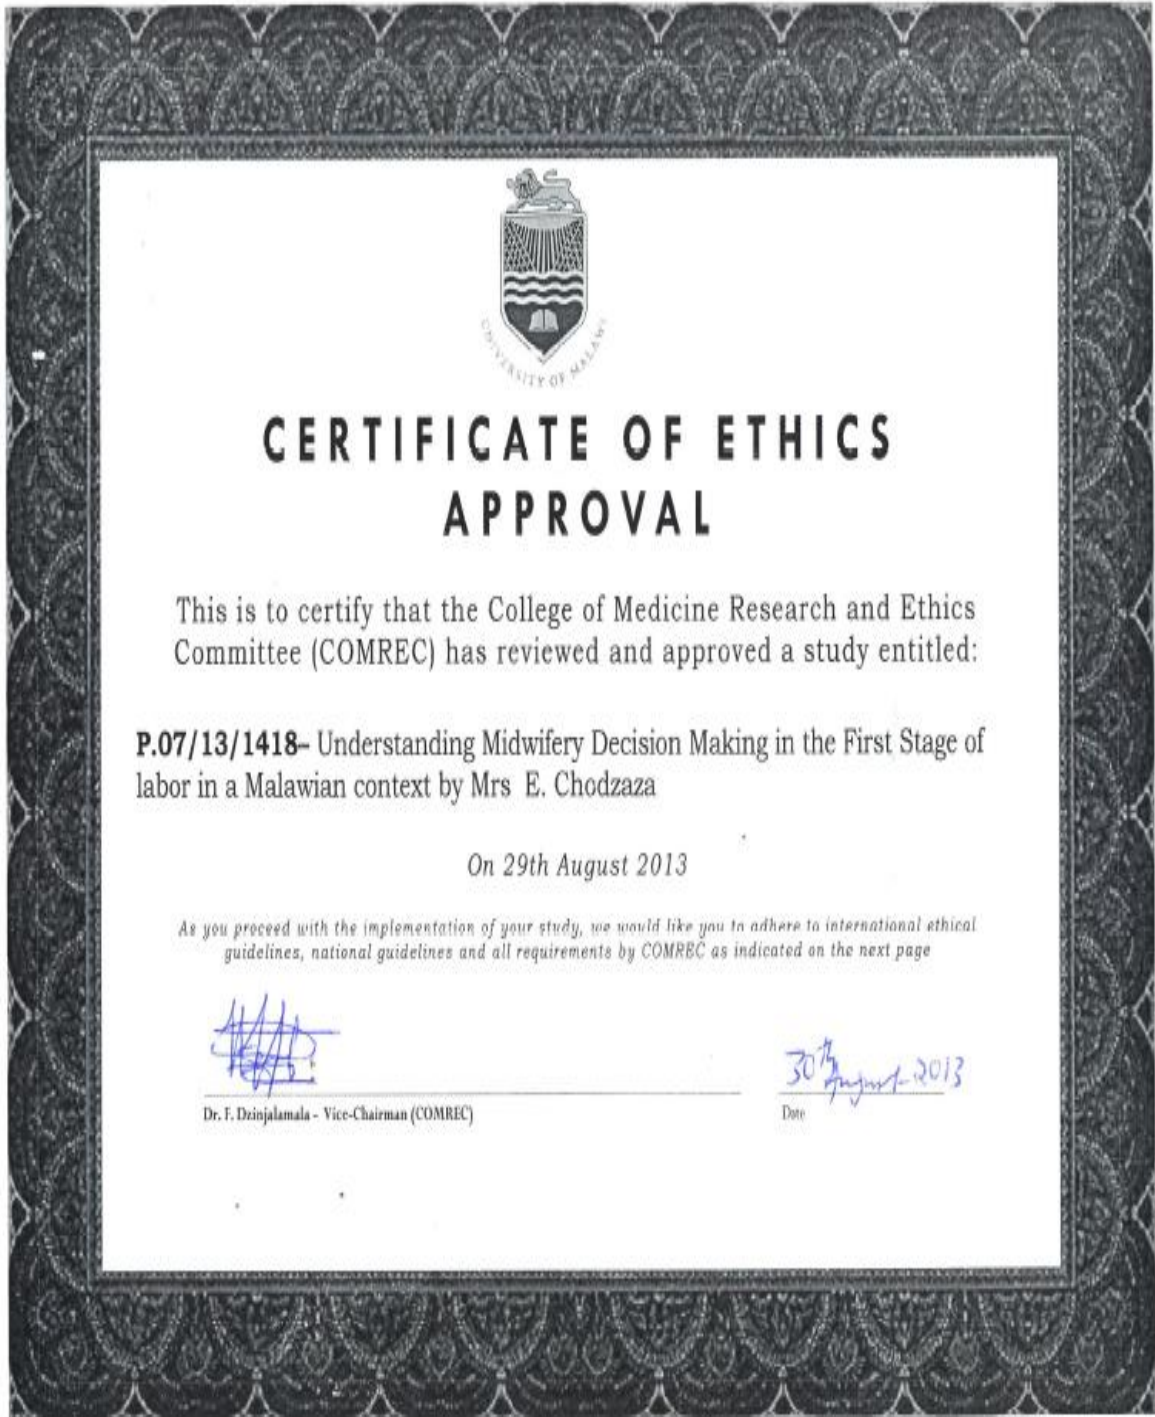 UNIVERSITY OF MALAWI
CERTIFICATE OF ETHICS
APPROVAL
This is to certify that the College of Medicine Research and Ethics
Committee (COMREC) has reviewed and approved a study entitled:
P.07/13/1418– Understanding Midwifery Decision Making in the First Stage of
labor in a Malawian context by Mrs E. Chodzaza
On 29th August 2013
As you proceed with the implementation of your study, we would like you to adhere to international ethical
guidelines, national guidelines and all requirements by COMREC as indicated on the next page
30th August-2013
Dr. F. Dzinjalamala – Vice-Chairman (COMREC)
Date